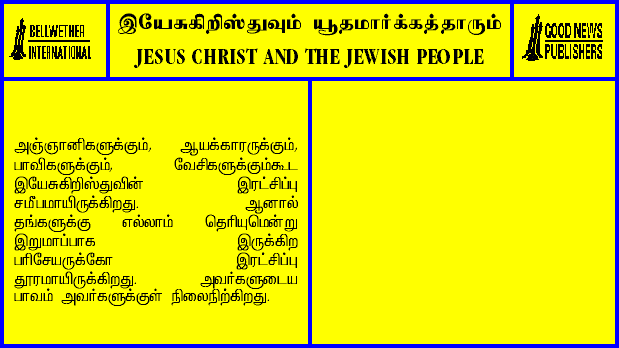 BELLWETHER
INTERNATIONAL
இயேசுகிறிஸ்துவும் யூதமார்க்கத்தாரும்
JESUS CHRIST AND THE JEWISH PEOPLE
GOOD NEWS
PUBLISHERS
அஞ்ஞானிகளுக்கும், ஆயக்காரருக்கும்,
பாவிகளுக்கும், வேசிகளுக்கும்கூட
இயேசுகிறிஸ்துவின் இரட்சிப்பு
சமீபமாயிருக்கிறது. ஆனால்
தங்களுக்கு எல்லாம் தெரியுமென்று
இறுமாப்பாக இருக்கிற
பரிசேயருக்கோ இரட்சிப்பு
தூரமாயிருக்கிறது. அவர்களுடைய
பாவம் அவர்களுக்குள் நிலைநிற்கிறது.